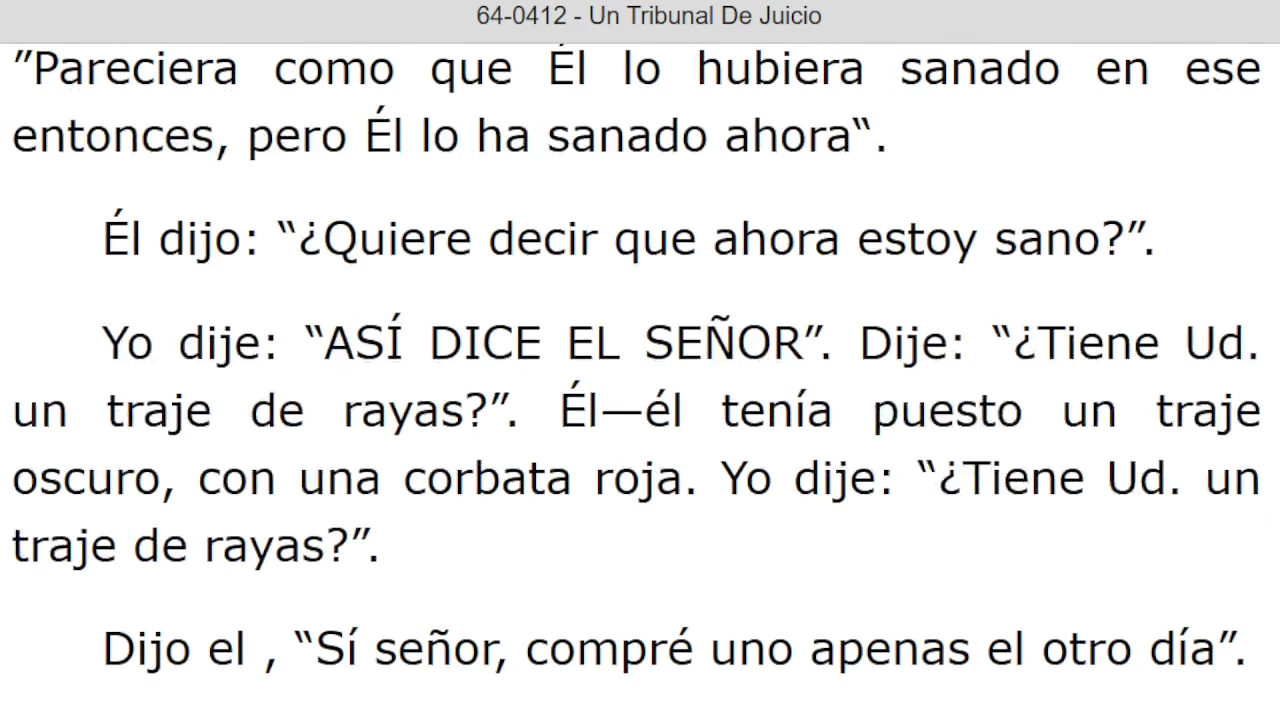 64-0412 - Un Tribunal De Juicio
”Pareciera como que Él lo hubiera sanado en ese
entonces, pero Él lo ha sanado ahora“.
Él dijo: “¿Quiere decir que ahora estoy sano?”.
Yo dije: “ASÍ DICE EL SEÑOR”. Dije: “¿Tiene Ud.
un traje de rayas?”. Él—él tenía puesto un traje
oscuro, con una corbata roja. Yo dije: “¿Tiene Ud. un
traje de rayas?”.
Dijo el , “Sí señor, compré uno apenas el otro día”.